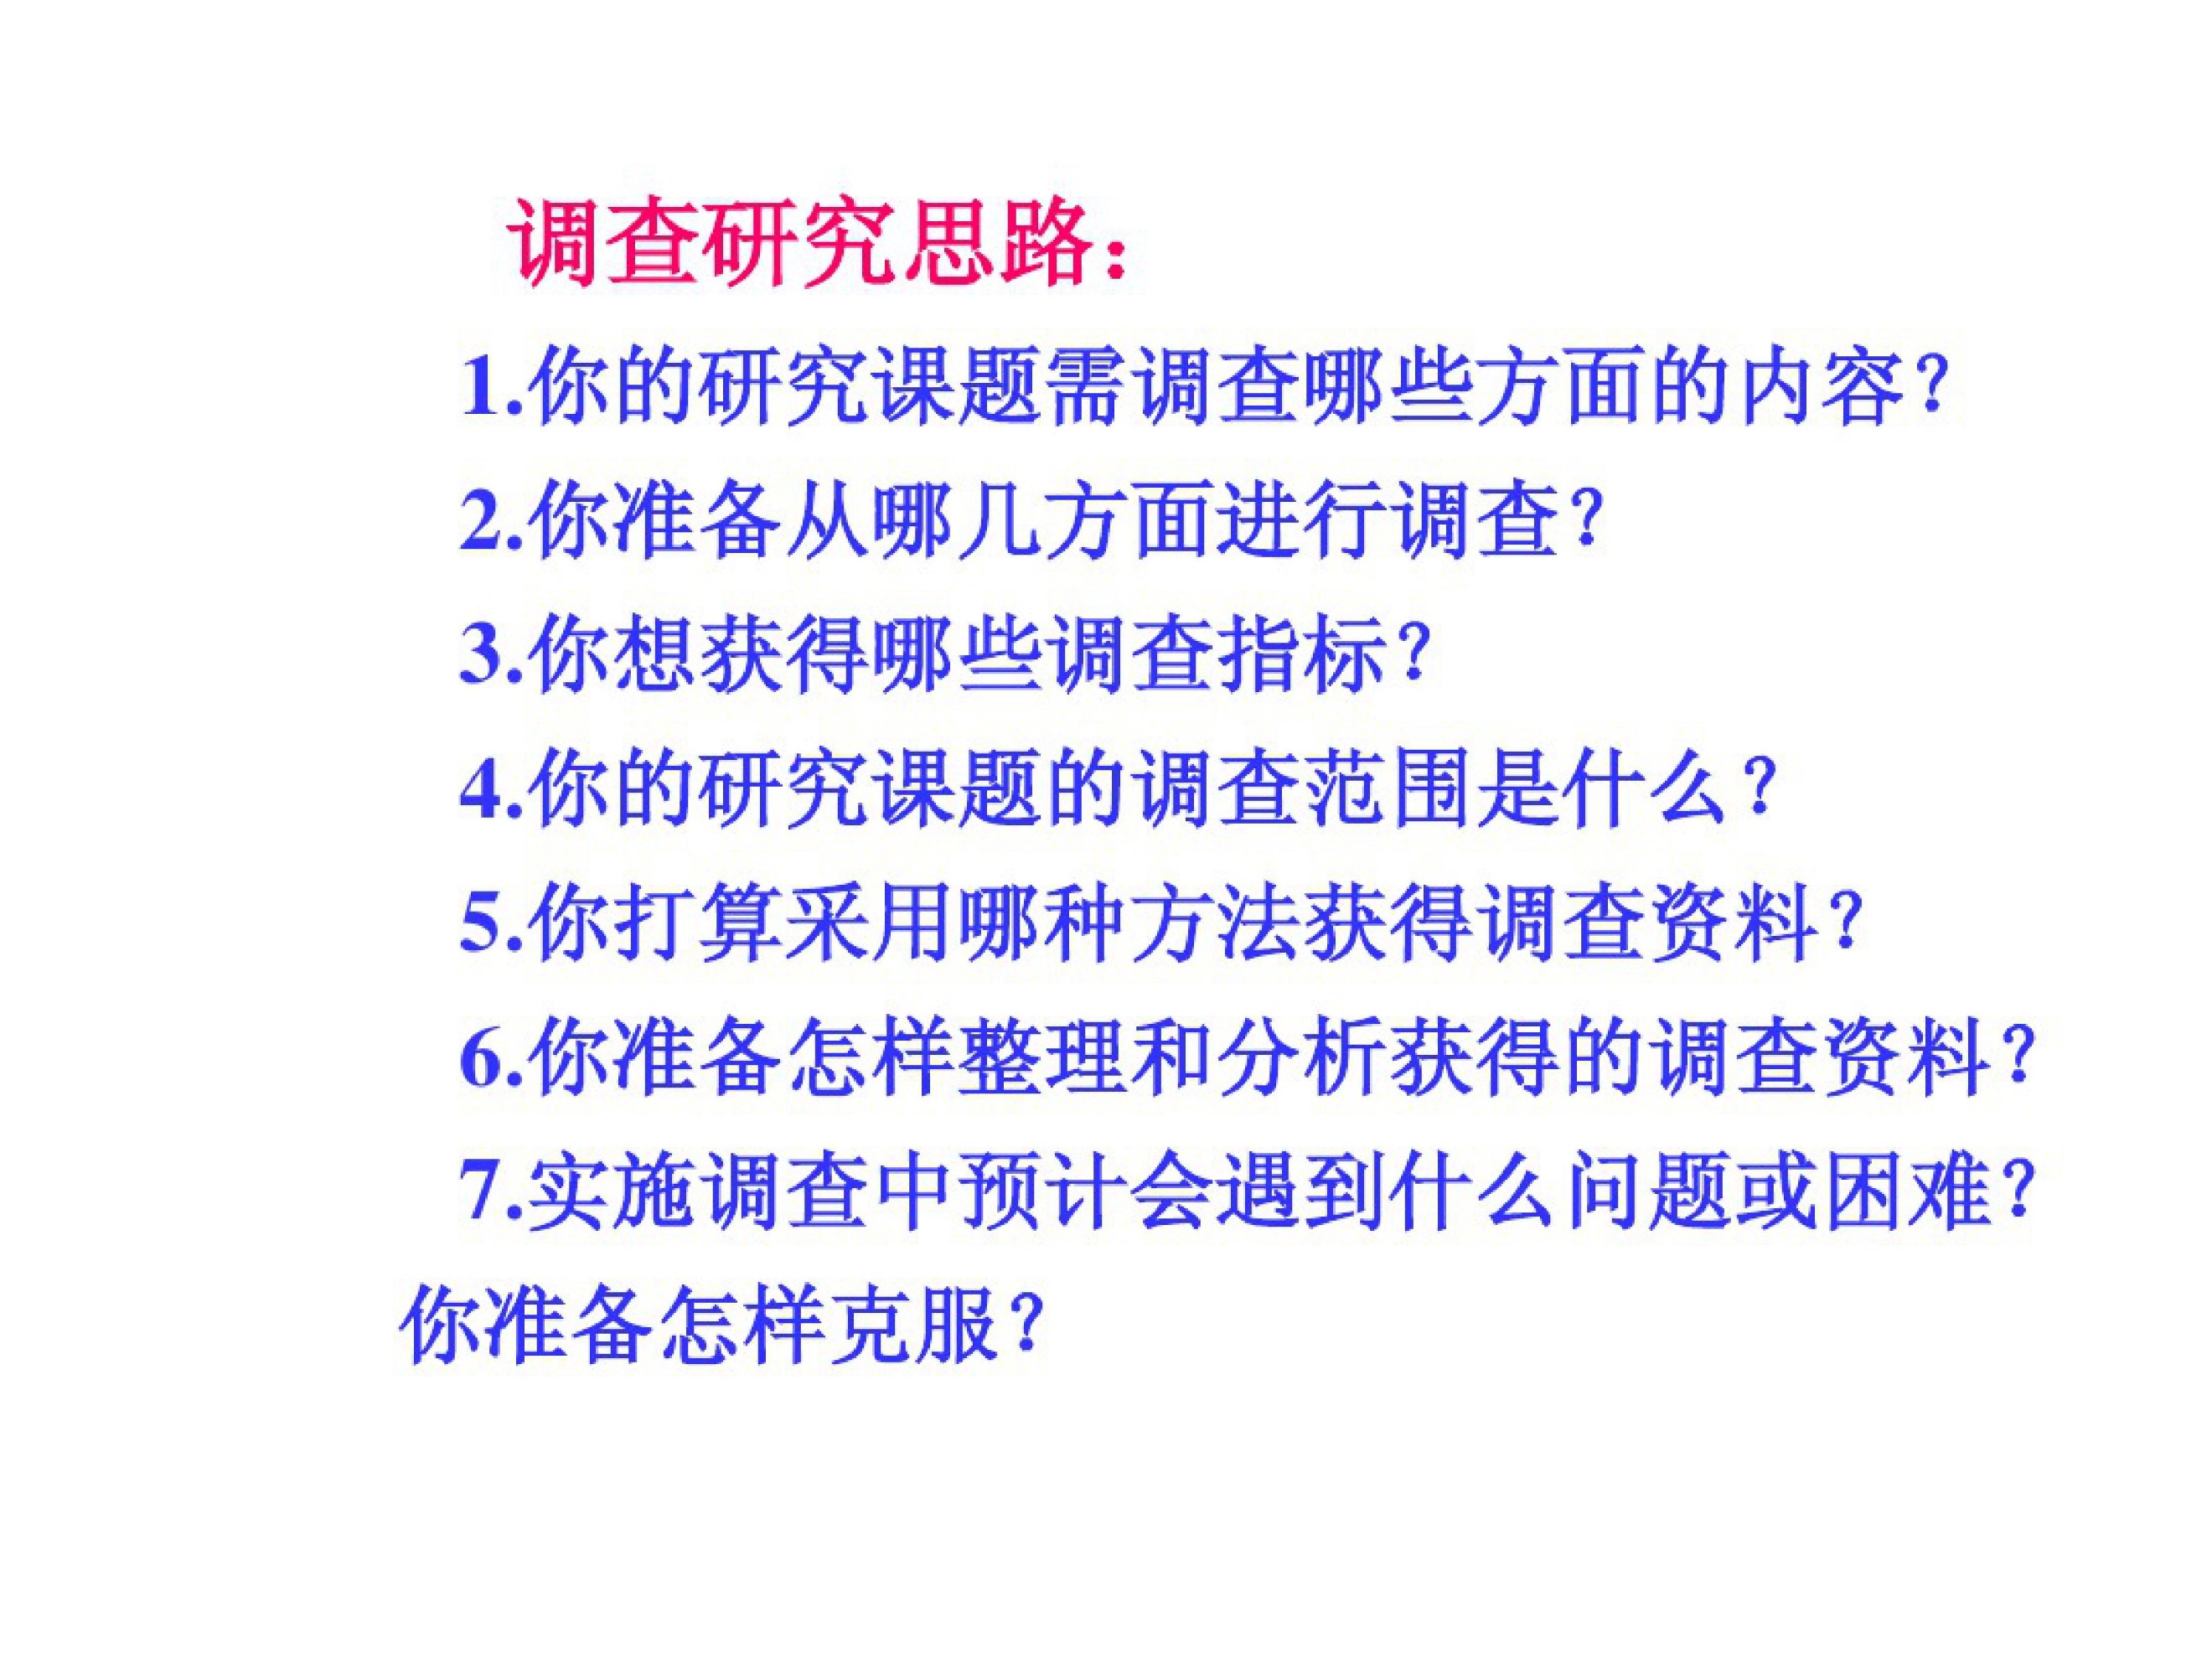 调查研究思路：
1.你的研究课题需调查哪些方面的内容？
2.你准备从哪几方面进行调查？
3.你想获得哪些调查指标？
4.你的研究课题的调查范围是什么？
5.你打算采用哪种方法获得调查资料？
6.你准备怎样整理和分析获得的调查资料？
7.实施调查中预计会遇到什么问题或困难？
你准备怎样克服？